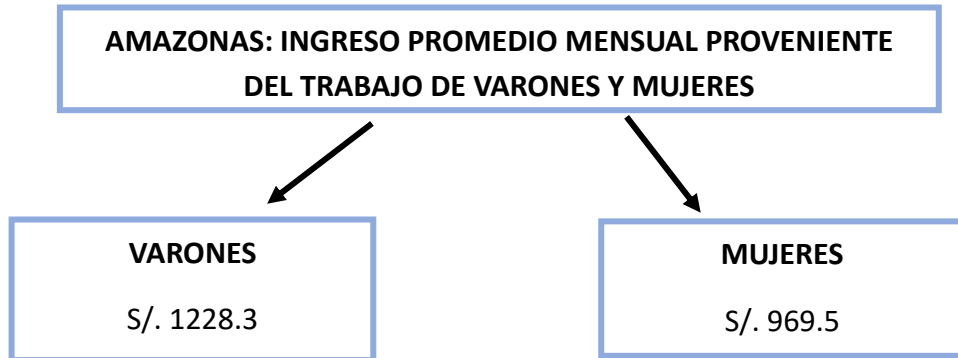 AMAZONAS: INGRESO PROMEDIO MENSUAL PROVENIENTE
DEL TRABAJO DE VARONES Y MUJERES
VARONES
S/. 1228.3
MUJERES
S/. 969.5